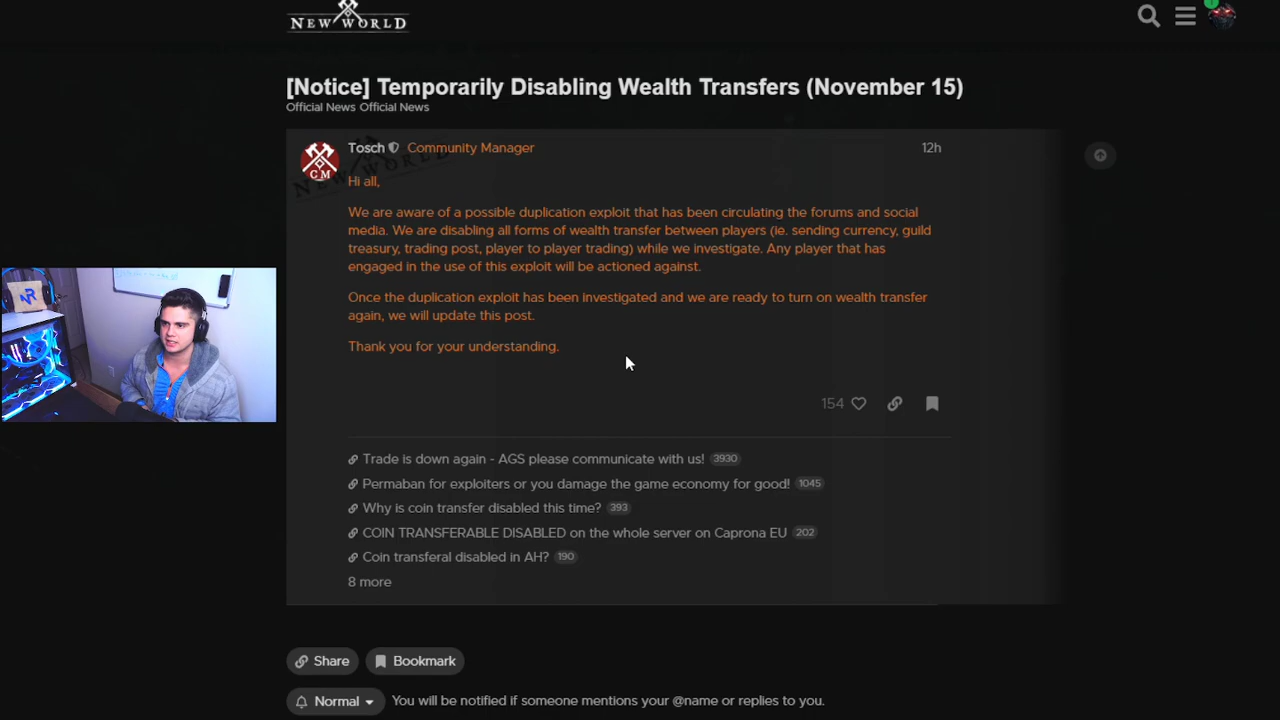 NEW WORLD
[Notice] Temporarily Disabling Wealth Transfers (November 15)
Official News Official News
Tosch Community Manager 12h
CM
Hi all,
We are aware of a possible duplication exploit that has been circulating the forums and social
media. We are disabling all forms of wealth transfer between players (ie. sending currency, guild
treasury, trading post, player to player trading) while we investigate. Any player that has
engaged in the use of this exploit will be actioned against.
Once the duplication exploit has been investigated and we are ready to turn on wealth transfer
again, we will update this post.
Thank you for your understanding.
154
Trade is down again - AGS please communicate with us! 3930
Permaban for exploiters or you damage the game economy for good! 1045
Why is coin transfer disabled this time? 393
COIN TRANSFERABLE DISABLED on the whole server on Caprona EU 202
Coin transferal disabled in AH? 190
8 more
Share Bookmark
Normal You will be notified if someone mentions your @name or replies to you.